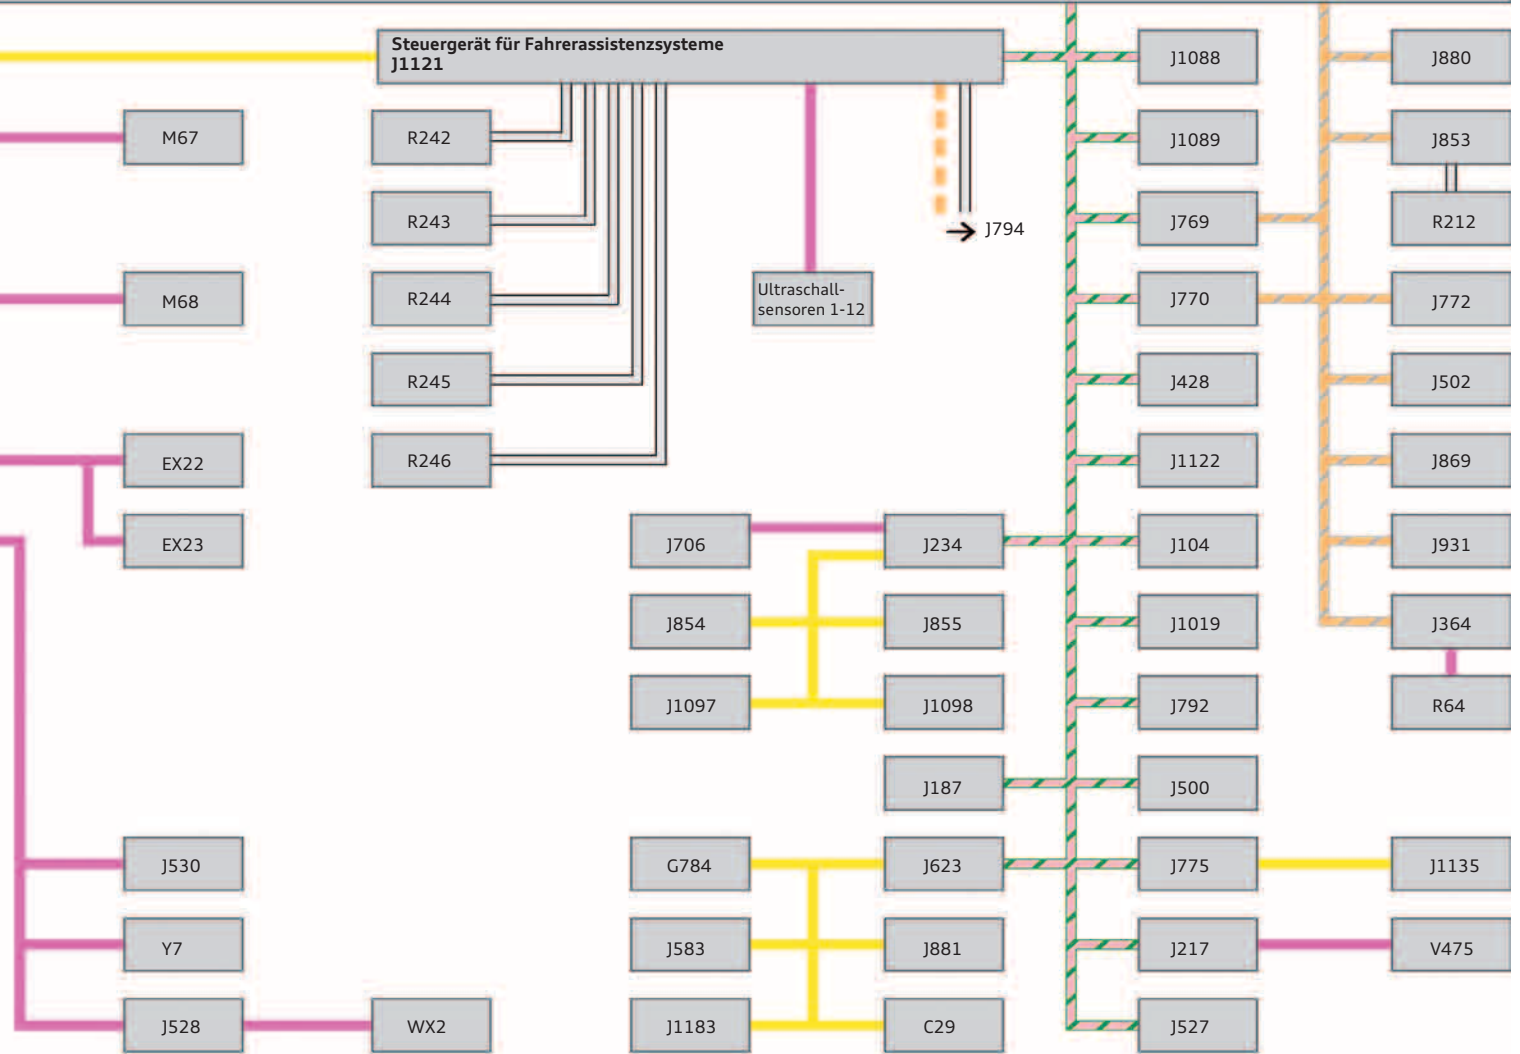 Steuergerät für Fahrerassistenzsysteme
J1121
J1088
J880
M67
R242
J1089
J853
R243
J794
J769
R212
M68
R244
Ultraschall-
sensoren 1-12
J770
J772
R245
J428
J502
EX22
R246
J1122
J869
EX23
J706
J234
J104
J931
J854
J855
J1019
J364
J1097
J1098
J792
R64
J187
J500
J530
G784
J623
J775
J1135
Y7
J583
J881
J217
V475
J528
WX2
J1183
C29
J527